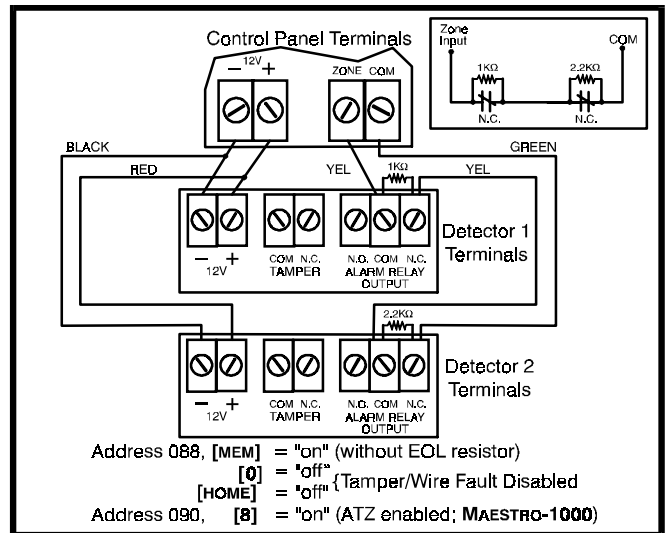 Control Panel Terminals
12V
– +
ZONE COM
Zone
Input
COM
1KΩ
2.2KΩ
N.C.
N.C.
BLACK
GREEN
RED
YEL
1KΩ
YEL
– +
12V
COM N.C.
TAMPER
N.O. COM N.C.
ALARM RELAY
OUTPUT
Detector 1
Terminals
2.2KΩ
– +
12V
COM N.C.
TAMPER
N.O. COM N.C.
ALARM RELAY
OUTPUT
Detector 2
Terminals
Address 088, [MEM] = "on" (without EOL resistor)
[0] = "off"
[HOME] = "off" {Tamper/Wire Fault Disabled
Address 090, [8] = "on" (ATZ enabled; MAESTRO-1000)